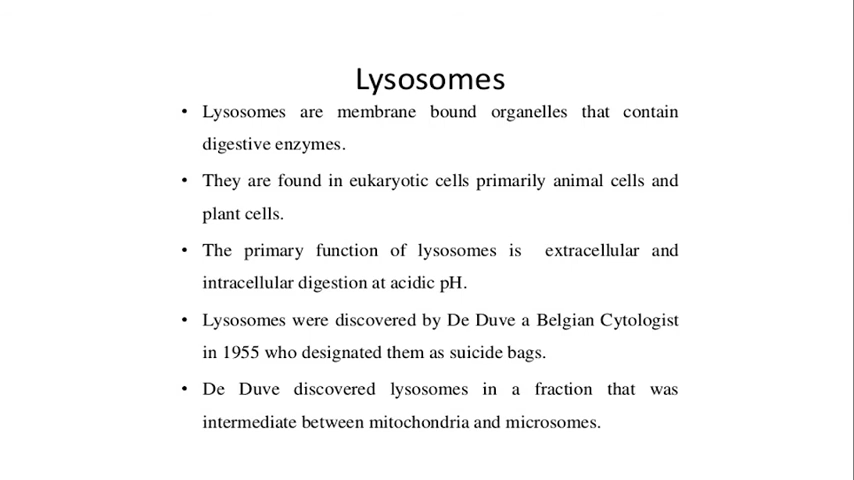 Lysosomes
• Lysosomes are membrane bound organelles that contain
digestive enzymes.
• They are found in eukaryotic cells primarily animal cells and
plant cells.
• The primary function of lysosomes is extracellular and
intracellular digestion at acidic pH.
• Lysosomes were discovered by De Duve a Belgian Cytologist
in 1955 who designated them as suicide bags.
• De Duve discovered lysosomes in a fraction that was
intermediate between mitochondria and microsomes.